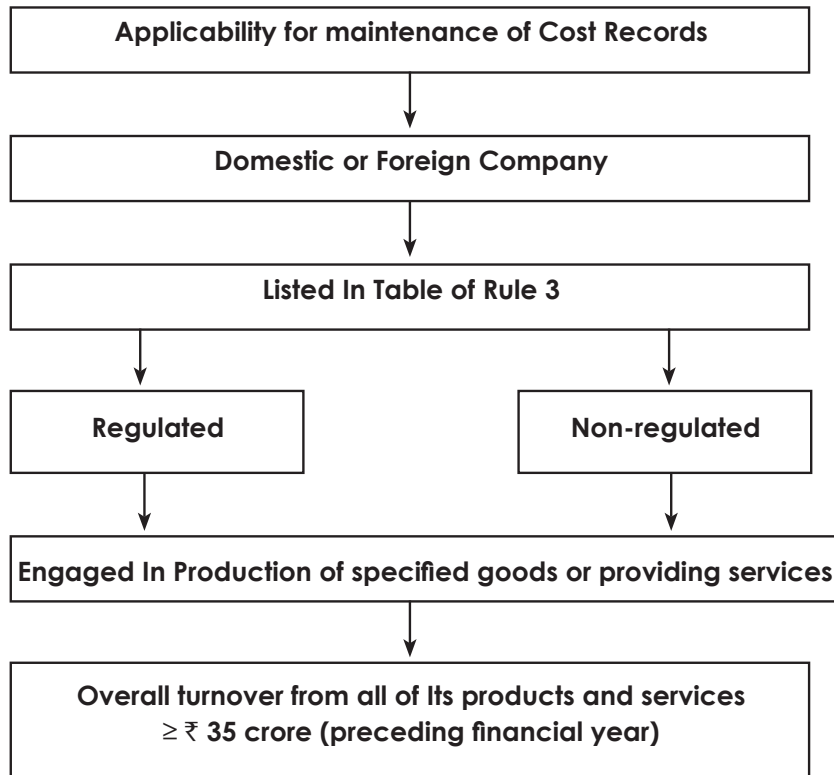 Applicability for maintenance of Cost Records
Domestic or Foreign Company
Listed In Table of Rule 3
Regulated
Non-regulated
Engaged In Production of specified goods or providing services
Overall turnover from all of Its products and services
≥ ₹ 35 crore (preceding financial year)